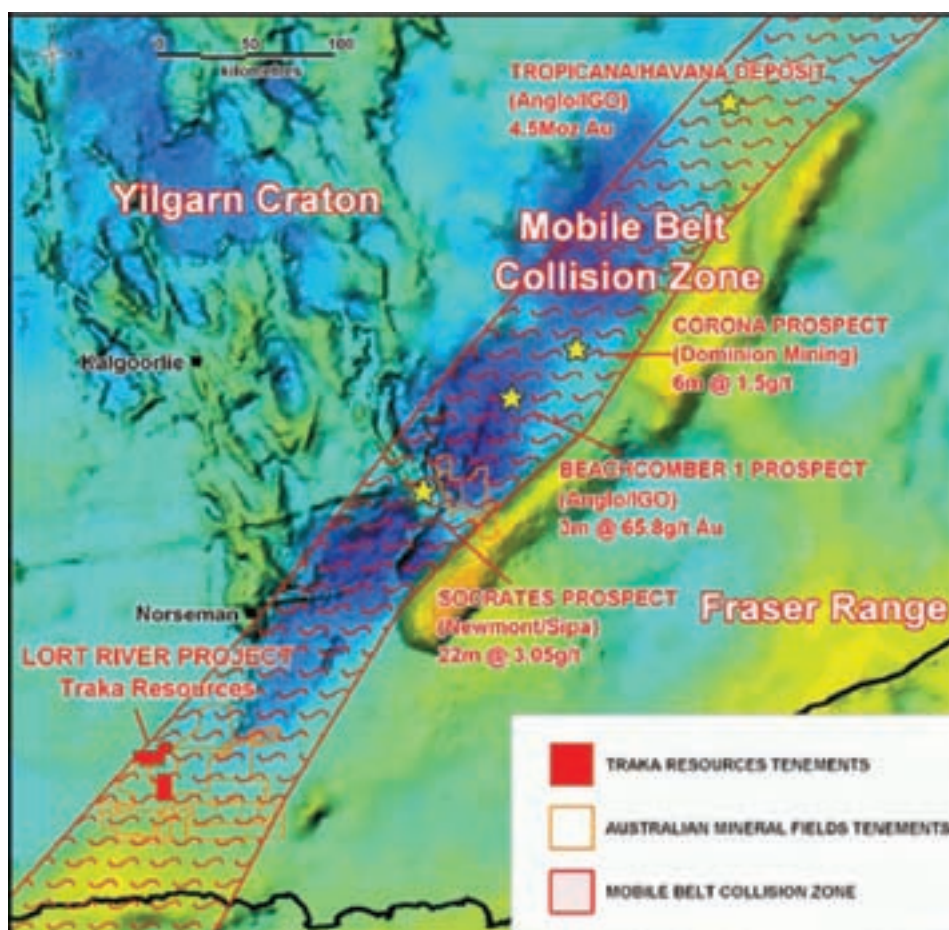 0 50 100
kilometres
TROPICANA/HAVANA DEPOSIT
(Anglo/IGO)
4.5Moz Au
Yilgarn Craton
Mobile Belt
Collision Zone
CORONA PROSPECT
(Dominion Mining)
6m @ 1.5g/t
Kalgoorlie
BEACHCOMBER 1 PROSPECT
(Anglo/IGO)
3m @ 65.8g/t Au
SOCRATES PROSPECT
(Newmont/Sipa)
22m @ 3.05g/t
Fraser Range
Norseman
LORT RIVER PROJECT
Traka Resources
TRAKA RESOURCES TENEMENTS
AUSTRALIAN MINERAL FIELDS TENEMENTS
MOBILE BELT COLLISION ZONE